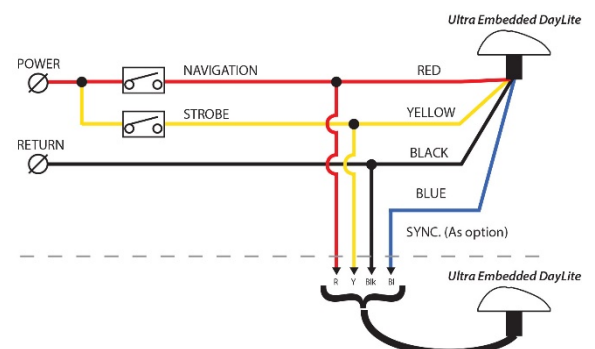 Ultra Embedded DayLite
POWER
NAVIGATION
RED
STROBE
YELLOW
RETURN
BLACK
BLUE
SYNC. (As option)
R Y Blk Bl
Ultra Embedded DayLite